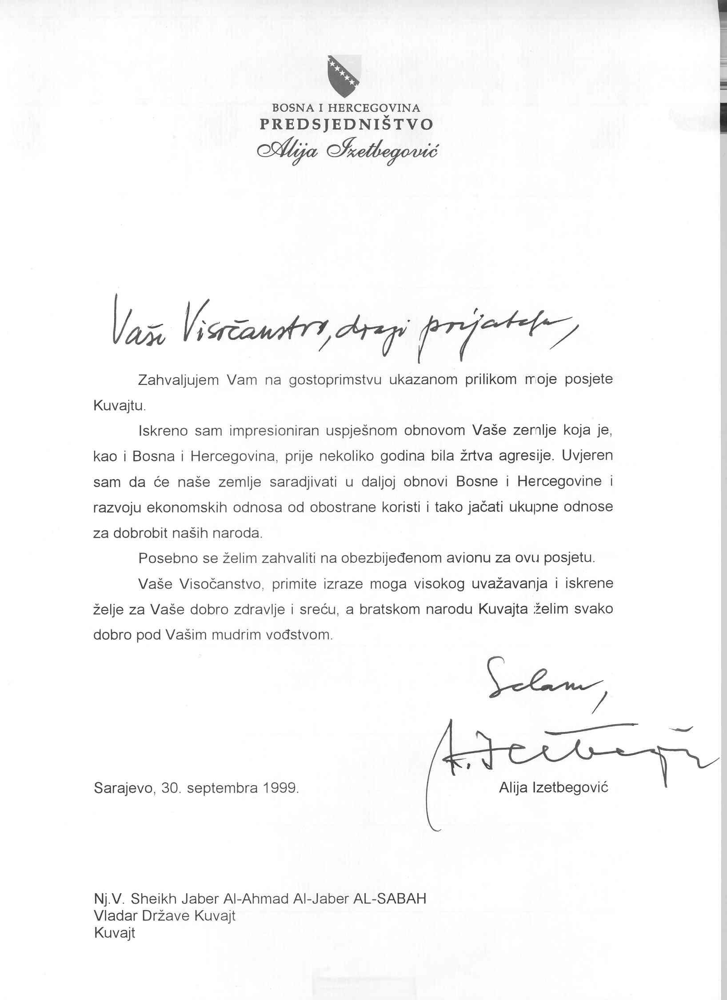 BOSNA I HERCEGOVINA
PREDSJEDNIŠTVO
Alija Izetbegović
Vaše Visočanstvo, dragi prijatelju,
Zahvaljujem Vam na gostoprimstvu ukazanom prilikom moje posjete
Kuvajtu.
Iskreno sam impresioniran uspješnom obnovom Vaše zemlje koja je,
kao i Bosna i Hercegovina, prije nekoliko godina bila žrtva agresije. Uvjeren
sam da će naše zemlje saradjivati u daljoj obnovi Bosne i Hercegovine i
razvoju ekonomskih odnosa od obostrane koristi i tako jačati ukupne odnose
za dobrobit naših naroda.
Posebno se želim zahvaliti na obezbijeđenom avionu za ovu posjetu.
Vaše Visočanstvo, primite izraze moga visokog uvažavanja i iskrene
želje za Vaše dobro zdravlje i sreću, a bratskom narodu Kuvajta želim svako
dobro pod Vašim mudrim vođstvom.
Selam,
A. Izetbegović
Sarajevo, 30. septembra 1999.
Alija Izetbegović
Nj.V. Sheikh Jaber Al-Ahmad Al-Jaber AL-SABAH
Vladar Države Kuvajt
Kuvajt